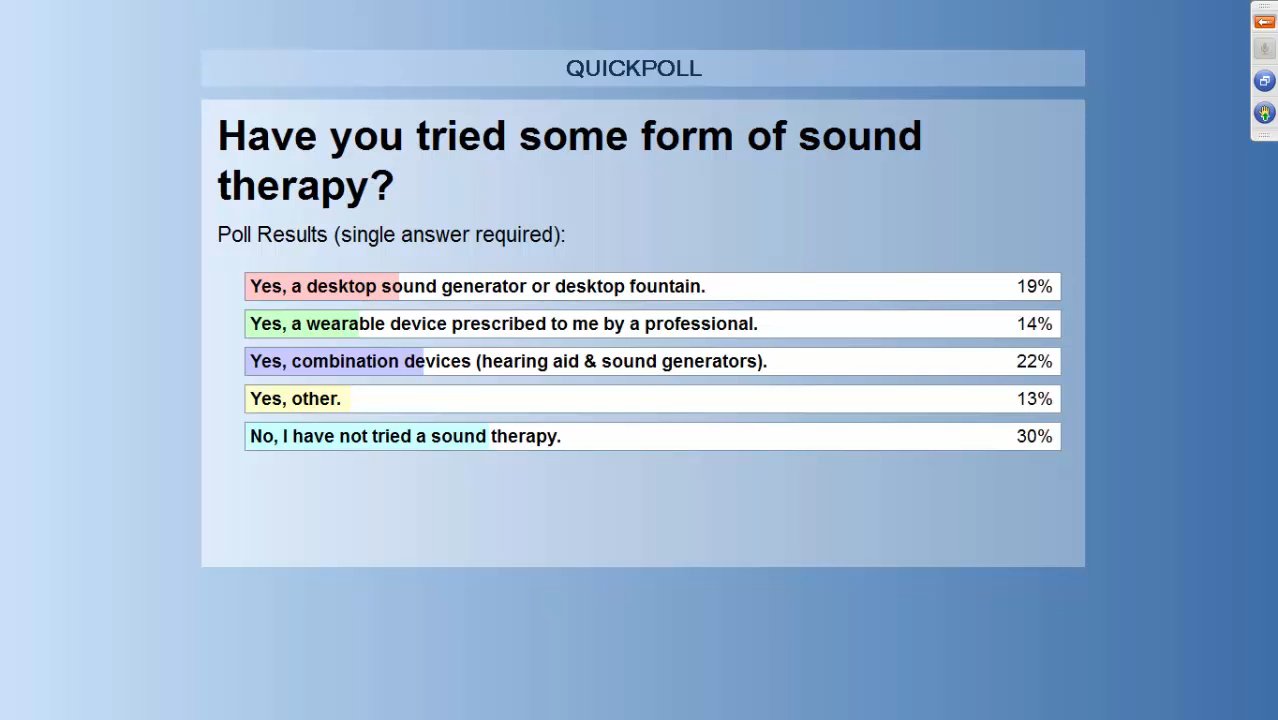 QUICKPOLL
Have you tried some form of sound
therapy?
Poll Results (single answer required):
Yes, a desktop sound generator or desktop fountain. 19%
Yes, a wearable device prescribed to me by a professional. 14%
Yes, combination devices (hearing aid & sound generators). 22%
Yes, other. 13%
No, I have not tried a sound therapy. 30%